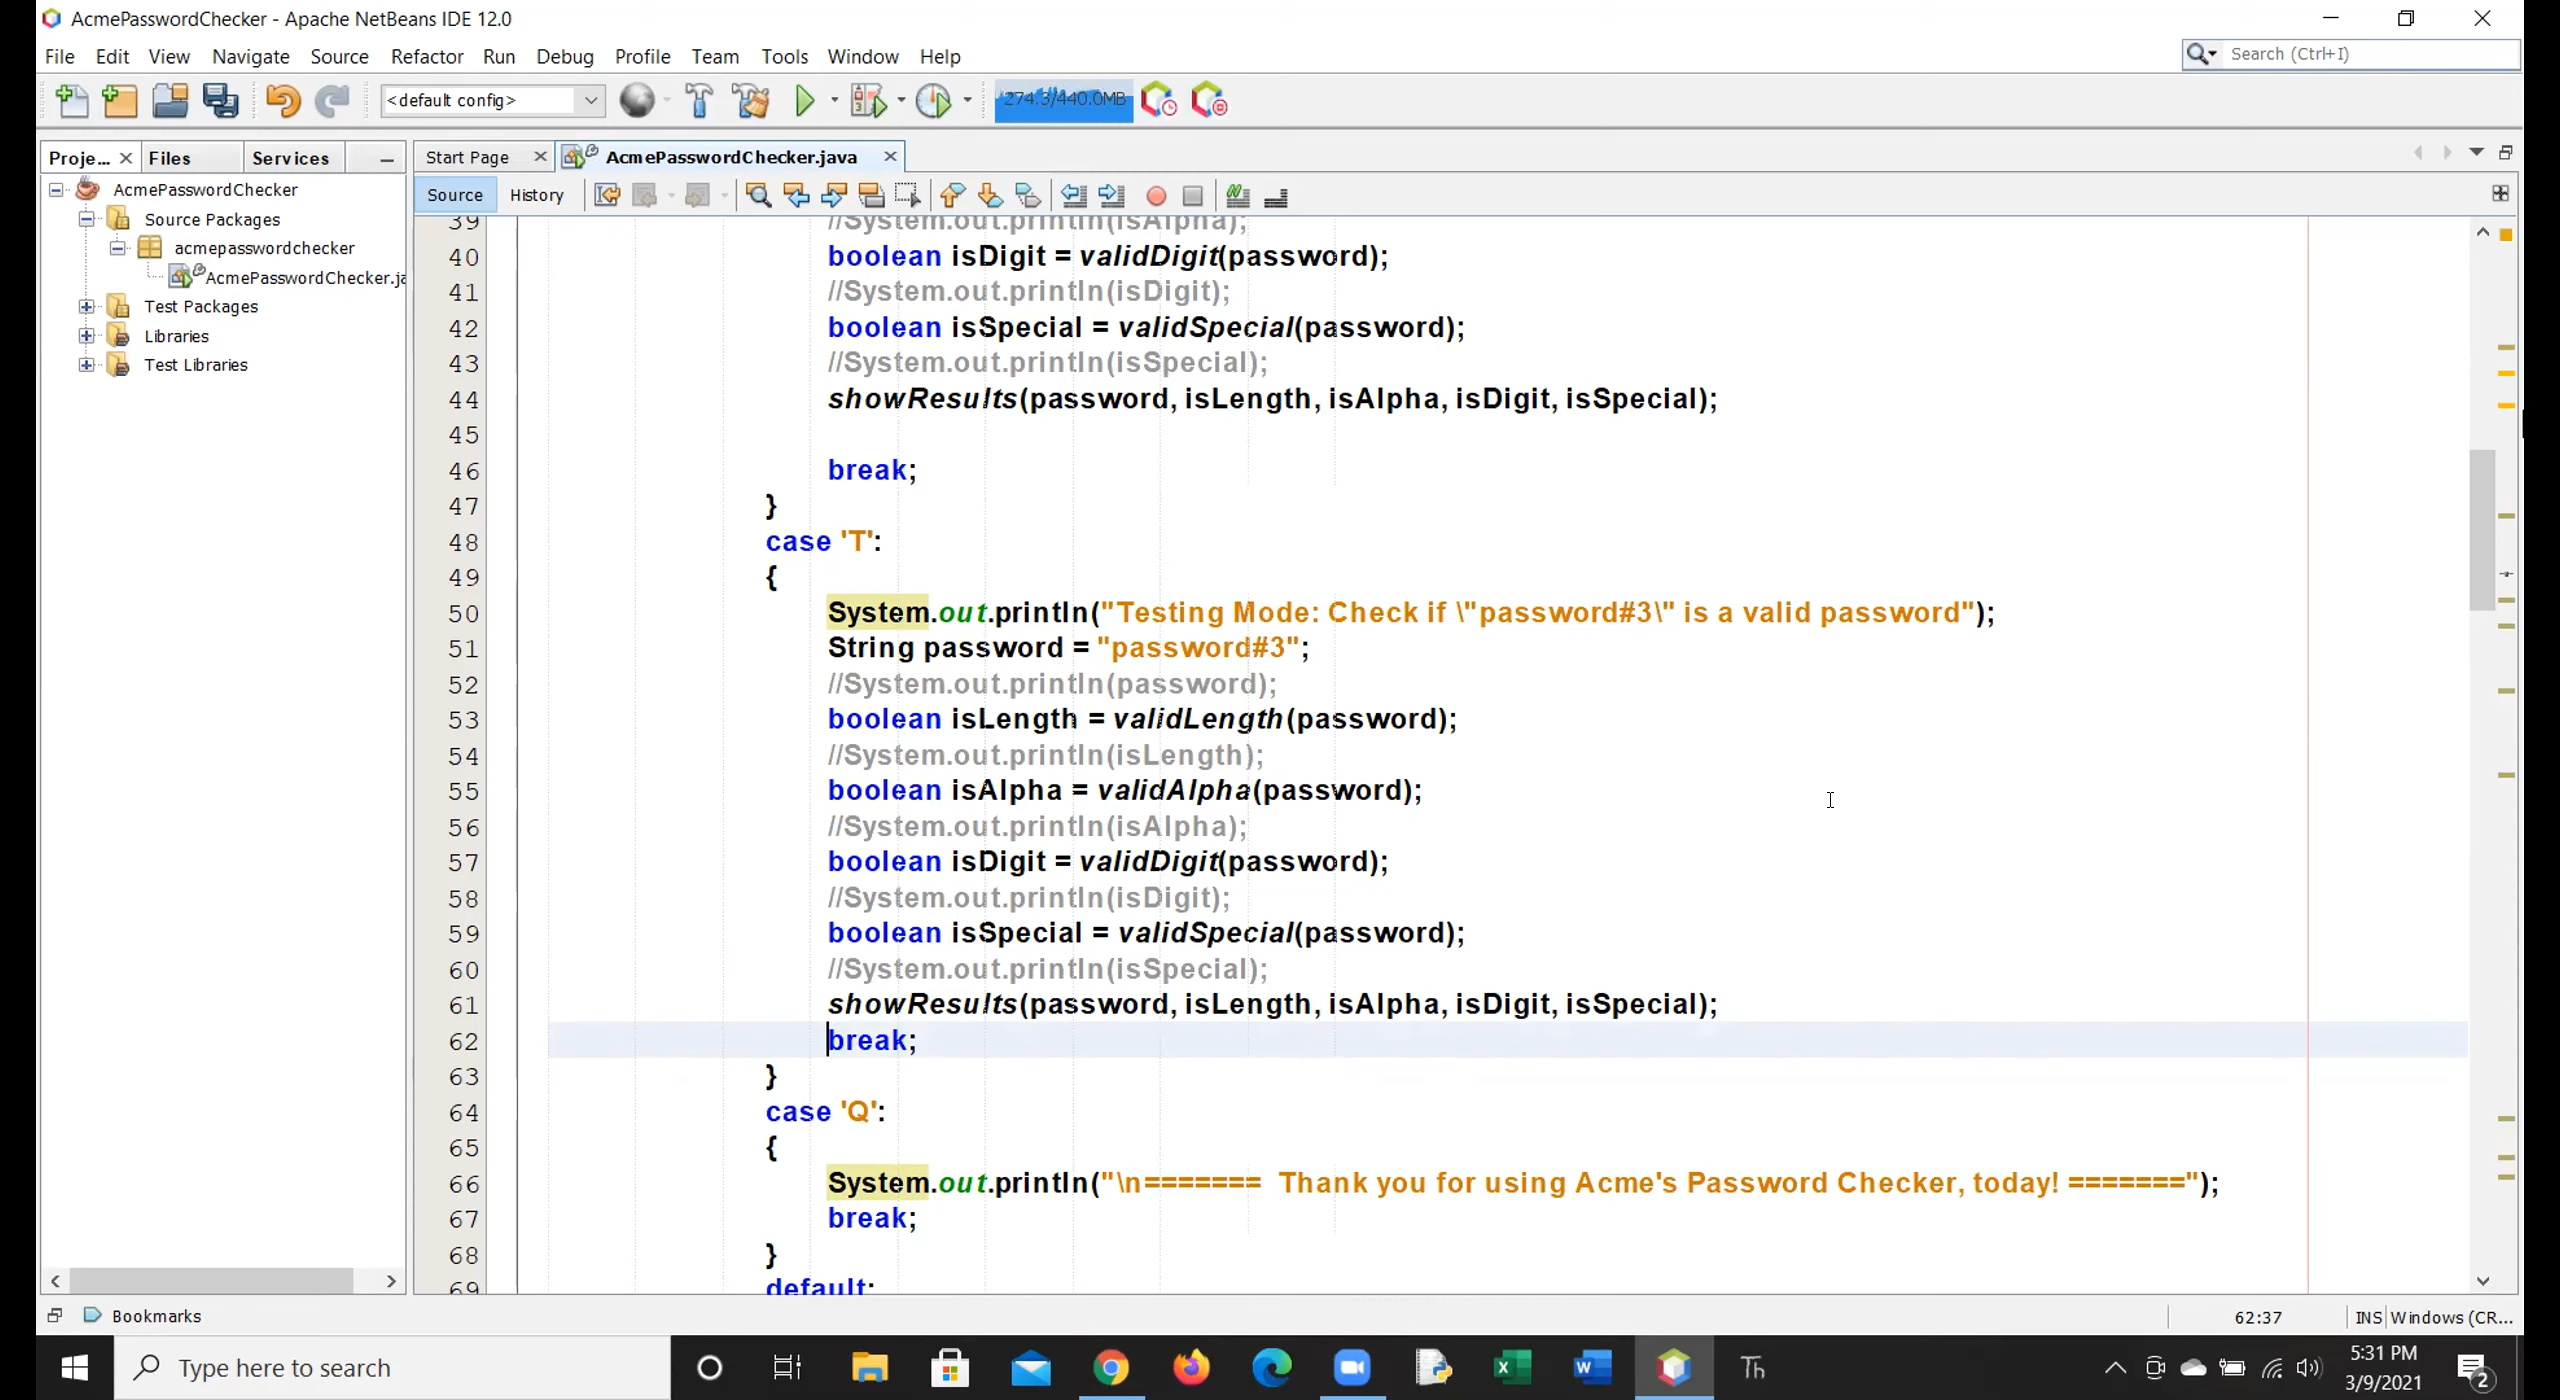 AcmePasswordChecker - Apache NetBeans IDE 12.0
File Edit View Navigate Source Refactor Run Debug Profile Team Tools Window Help
Search (Ctrl+I)
<default config>
274.3/440.0MB
Proje... Files Services
Start Page AcmePasswordChecker.java
Source History
AcmePasswordChecker
Source Packages
acmepasswordchecker
AcmePasswordChecker.ja
Test Packages
Libraries
Test Libraries
39 //System.out.println(isAlpha);
40 boolean isDigit = validDigit(password);
41 //System.out.println(isDigit);
42 boolean isSpecial = validSpecial(password);
43 //System.out.println(isSpecial);
44 showResults(password, isLength, isAlpha, isDigit, isSpecial);
45
46 break;
47 }
48 case 'T':
49 {
50 System.out.println("Testing Mode: Check if \"password#3\" is a valid password");
51 String password = "password#3";
52 //System.out.println(password);
53 boolean isLength = validLength(password);
54 //System.out.println(isLength);
55 boolean isAlpha = validAlpha(password);
56 //System.out.println(isAlpha);
57 boolean isDigit = validDigit(password);
58 //System.out.println(isDigit);
59 boolean isSpecial = validSpecial(password);
60 //System.out.println(isSpecial);
61 showResults(password, isLength, isAlpha, isDigit, isSpecial);
62 break;
63 }
64 case 'Q':
65 {
66 System.out.println("\n======= Thank you for using Acme's Password Checker, today! =======");
67 break;
68 }
69 default:
Bookmarks
62:37 INS Windows (CR...
Type here to search
Th
5:31 PM
3/9/2021
2